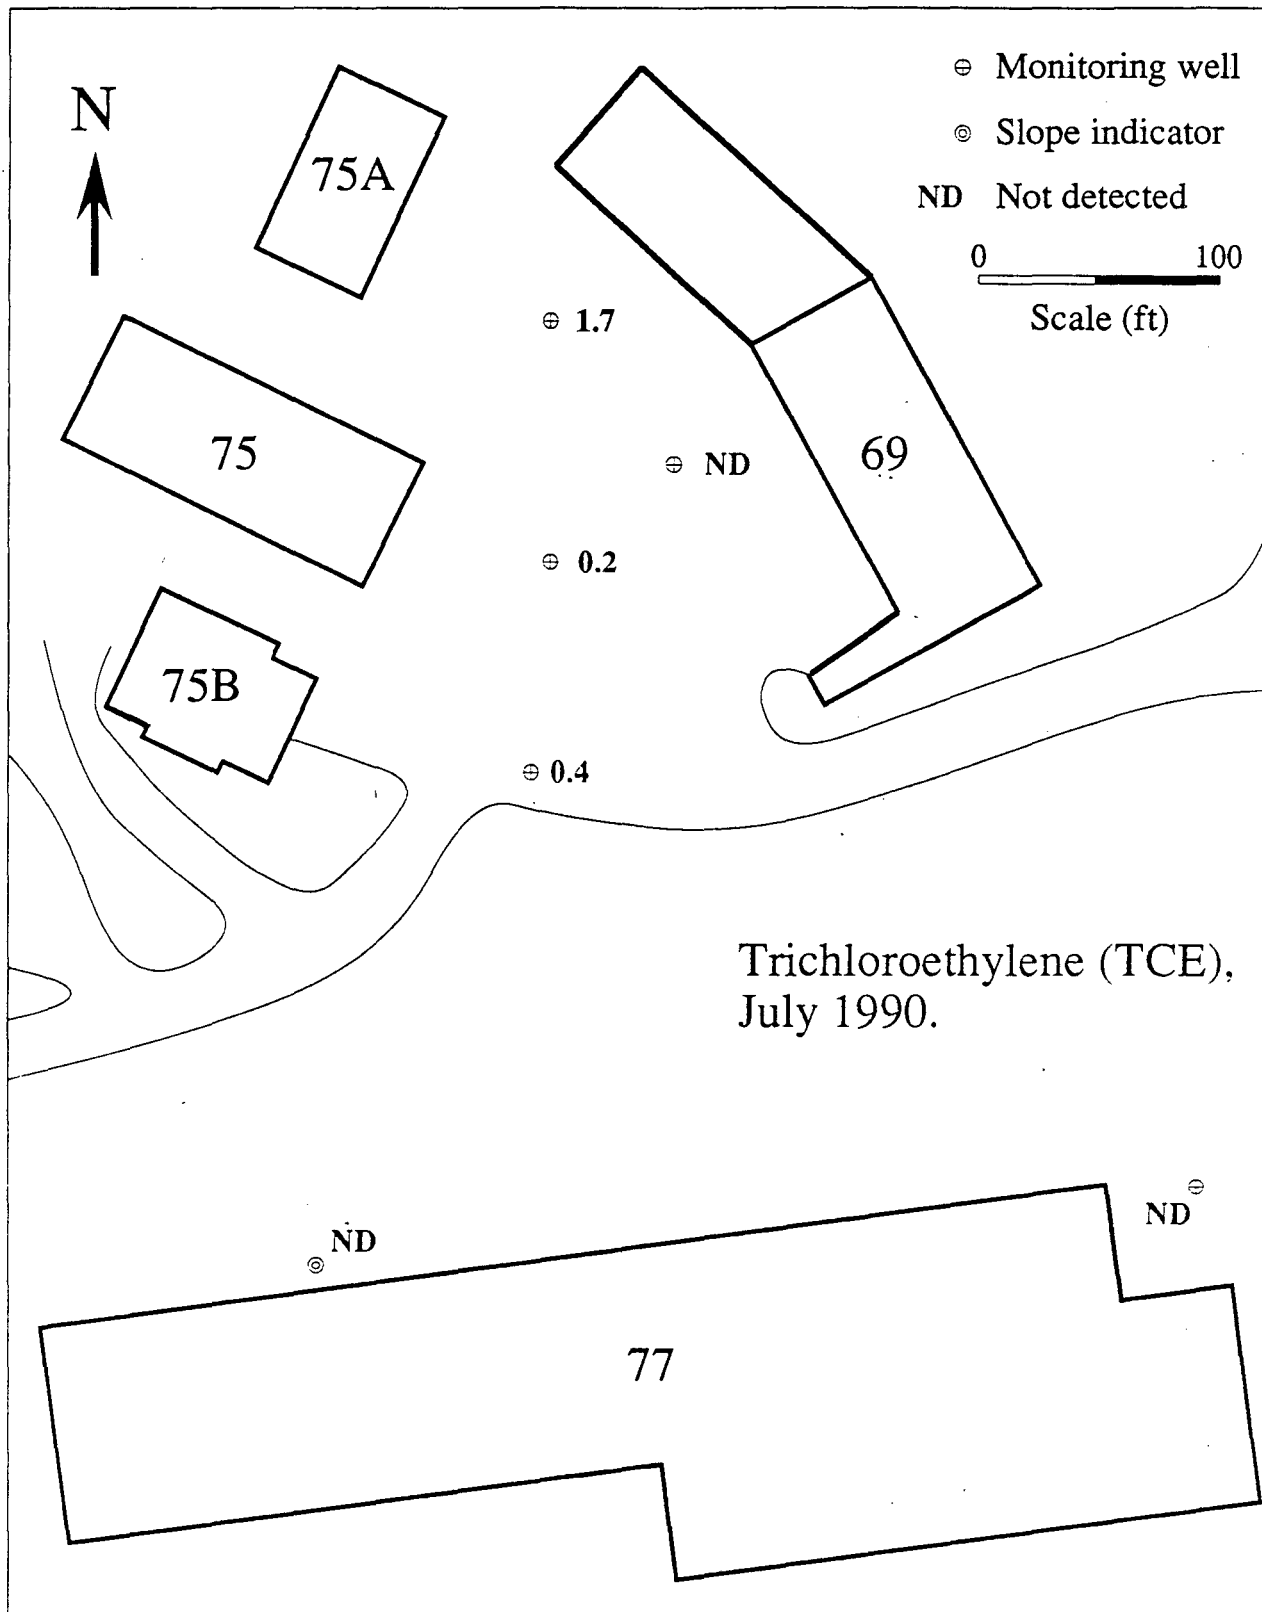 N
Monitoring well
Slope indicator
ND Not detected
0 100
Scale (ft)
75A
1.7
75
ND
69
0.2
75B
0.4
Trichloroethylene (TCE),
July 1990.
ND
ND
77